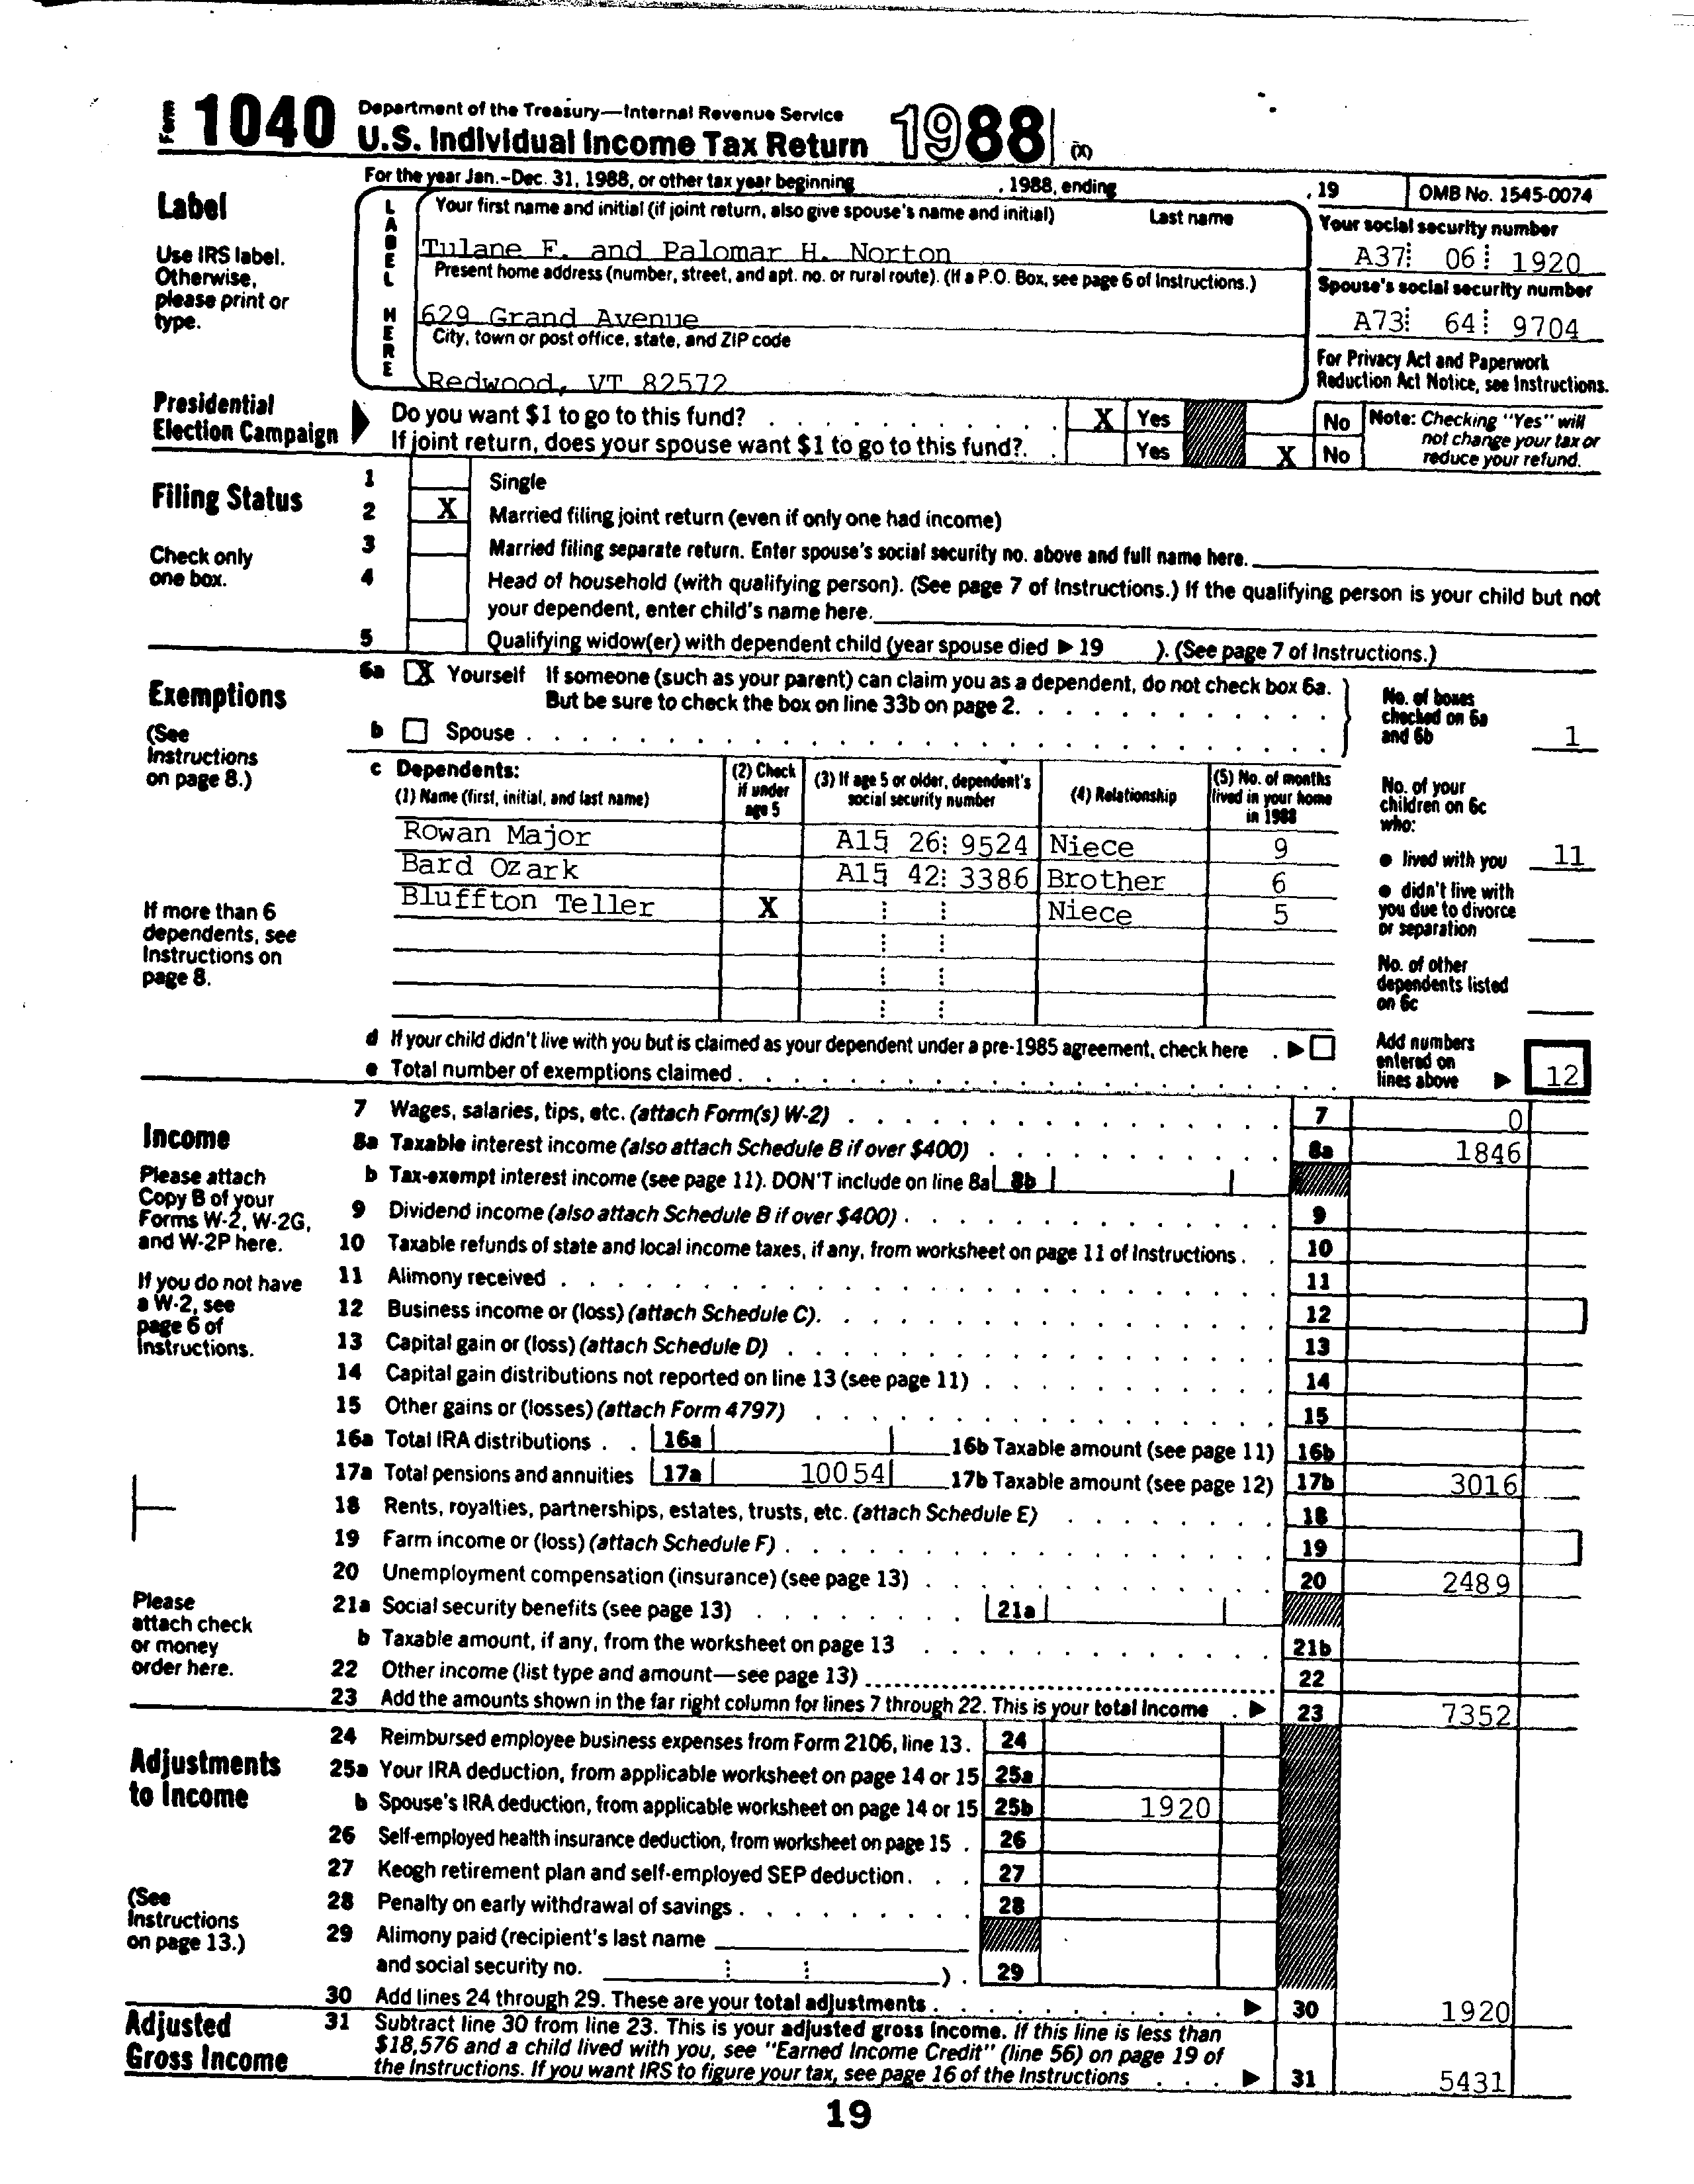 Form 1040 Department of the Treasury—Internal Revenue Service
U.S. Individual Income Tax Return 1988 (X)
For the year Jan.-Dec. 31, 1988, or other tax year beginning , 1988, ending , 19 OMB No. 1545-0074
Label
Use IRS label.
Otherwise,
please print or
type.
LABEL HERE
Your first name and initial (if joint return, also give spouse's name and initial) Last name
Tulane F. and Palomar H. Norton
Present home address (number, street, and apt. no. or rural route). (If a P.O. Box, see page 6 of Instructions.)
629 Grand Avenue
City, town or post office, state, and ZIP code
Redwood, VT 82572
Your social security number
A37 06 1920
Spouse's social security number
A73 64 9704
For Privacy Act and Paperwork
Reduction Act Notice, see Instructions.
Presidential
Election Campaign
Do you want $1 to go to this fund? X Yes No
If joint return, does your spouse want $1 to go to this fund?. Yes X No
Note: Checking "Yes" will
not change your tax or
reduce your refund.
Filing Status
Check only
one box.
1 Single
2 X Married filing joint return (even if only one had income)
3 Married filing separate return. Enter spouse's social security no. above and full name here.
4 Head of household (with qualifying person). (See page 7 of Instructions.) If the qualifying person is your child but not
your dependent, enter child's name here.
5 Qualifying widow(er) with dependent child (year spouse died ▶ 19 ). (See page 7 of Instructions.)
Exemptions
(See
Instructions
on page 8.)
6a X Yourself If someone (such as your parent) can claim you as a dependent, do not check box 6a.
But be sure to check the box on line 33b on page 2.
b Spouse
No. of boxes
checked on 6a
and 6b 1
c Dependents:
(1) Name (first, initial, and last name)
(2) Check
if under
age 5
(3) If age 5 or older, dependent's
social security number
(4) Relationship
(5) No. of months
lived in your home
in 1988
Rowan Major A15 26 9524 Niece 9
Bard Ozark A15 42 3386 Brother 6
Bluffton Teller X Niece 5
If more than 6
dependents, see
Instructions on
page 8.
No. of your
children on 6c
who:
● lived with you 11
● didn't live with
you due to divorce
or separation
No. of other
dependents listed
on 6c
d If your child didn't live with you but is claimed as your dependent under a pre-1985 agreement, check here . ▶
e Total number of exemptions claimed
Add numbers
entered on
lines above ▶ 12
Income
Please attach
Copy B of your
Forms W-2, W-2G,
and W-2P here.
If you do not have
a W-2, see
page 6 of
Instructions.
Please
attach check
or money
order here.
7 Wages, salaries, tips, etc. (attach Form(s) W-2) 7 0
8a Taxable interest income (also attach Schedule B if over $400) 8a 1846
b Tax-exempt interest income (see page 11). DON'T include on line 8a 8b
9 Dividend income (also attach Schedule B if over $400) 9
10 Taxable refunds of state and local income taxes, if any, from worksheet on page 11 of Instructions 10
11 Alimony received 11
12 Business income or (loss) (attach Schedule C) 12
13 Capital gain or (loss) (attach Schedule D) 13
14 Capital gain distributions not reported on line 13 (see page 11) 14
15 Other gains or (losses) (attach Form 4797) 15
16a Total IRA distributions 16a 16b Taxable amount (see page 11) 16b
17a Total pensions and annuities 17a 10054 17b Taxable amount (see page 12) 17b 3016
18 Rents, royalties, partnerships, estates, trusts, etc. (attach Schedule E) 18
19 Farm income or (loss) (attach Schedule F) 19
20 Unemployment compensation (insurance) (see page 13) 20 2489
21a Social security benefits (see page 13) 21a
b Taxable amount, if any, from the worksheet on page 13 21b
22 Other income (list type and amount—see page 13) 22
23 Add the amounts shown in the far right column for lines 7 through 22. This is your total income ▶ 23 7352
Adjustments
to Income
(See
Instructions
on page 13.)
24 Reimbursed employee business expenses from Form 2106, line 13. 24
25a Your IRA deduction, from applicable worksheet on page 14 or 15 25a
b Spouse's IRA deduction, from applicable worksheet on page 14 or 15 25b 1920
26 Self-employed health insurance deduction, from worksheet on page 15 26
27 Keogh retirement plan and self-employed SEP deduction 27
28 Penalty on early withdrawal of savings 28
29 Alimony paid (recipient's last name
and social security no. ) 29
30 Add lines 24 through 29. These are your total adjustments ▶ 30 1920
Adjusted
Gross Income
31 Subtract line 30 from line 23. This is your adjusted gross income. If this line is less than
$18,576 and a child lived with you, see "Earned Income Credit" (line 56) on page 19 of
the Instructions. If you want IRS to figure your tax, see page 16 of the Instructions ▶ 31 5431
19